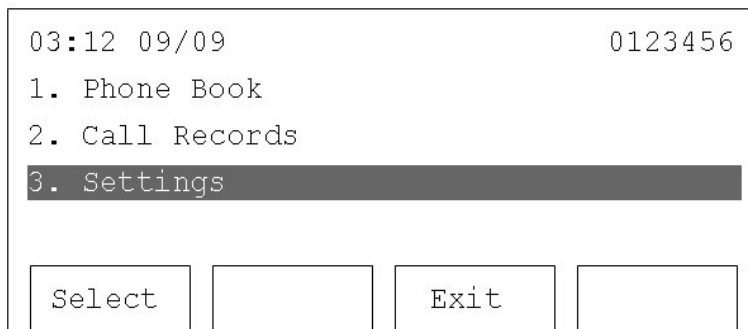 03:12 09/09 0123456
1. Phone Book
2. Call Records
3. Settings
Select Exit